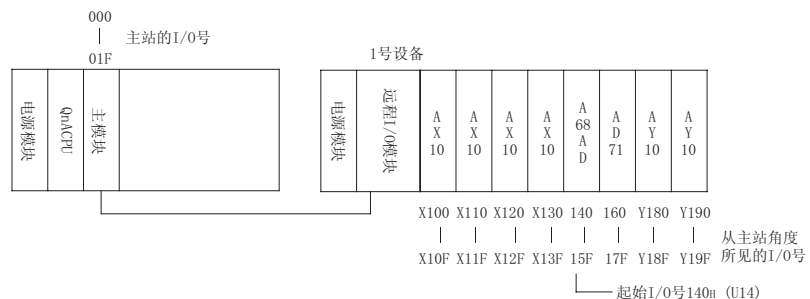 000
01F
主站的I/O号
1号设备
电源模块
QnACPU
主模块
电源模块
远程I/O模块
AX10
AX10
AX10
AX10
A68AD
AD71
AY10
AY10
X100 X110 X120 X130 140 160 Y180 Y190
X10F X11F X12F X13F 15F 17F Y18F Y19F
从主站角度
所见的I/O号
起始I/O号140H (U14)